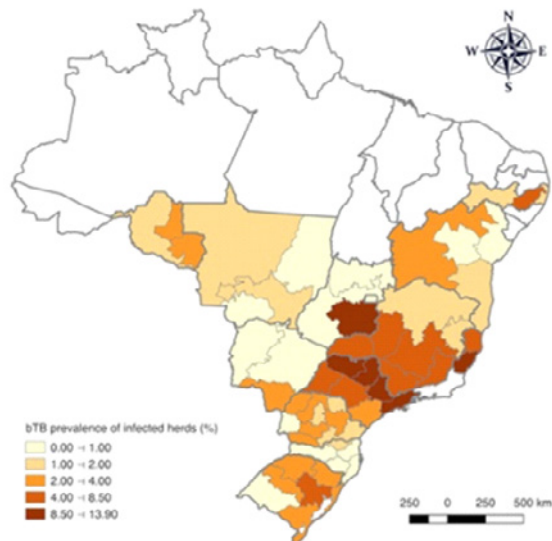 N
W E
S
bTB prevalence of infected herds (%)
0.00 ⊣ 1.00
1.00 ⊣ 2.00
2.00 ⊣ 4.00
4.00 ⊣ 8.50
8.50 ⊣ 13.90
250 0 250 500 km